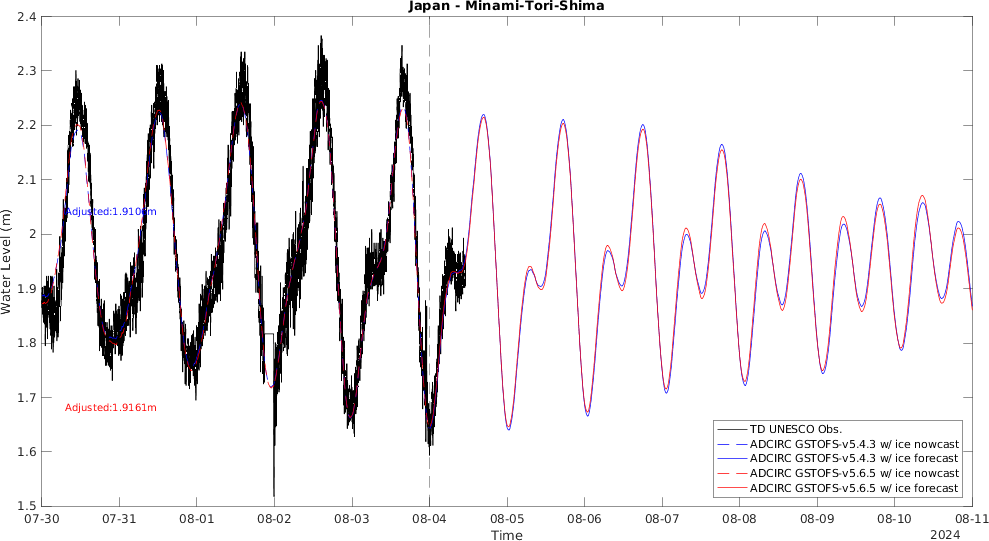 Japan - Minami-Tori-Shima
2.4
2.3
2.2
2.1
2
1.9
1.8
1.7
1.6
1.5
Water Level (m)
Adjusted:1.9106m
Adjusted:1.9161m
TD UNESCO Obs.
ADCIRC GSTOFS-v5.4.3 w/ ice nowcast
ADCIRC GSTOFS-v5.4.3 w/ ice forecast
ADCIRC GSTOFS-v5.6.5 w/ ice nowcast
ADCIRC GSTOFS-v5.6.5 w/ ice forecast
07-30 07-31 08-01 08-02 08-03 08-04 08-05 08-06 08-07 08-08 08-09 08-10 08-11
Time
2024